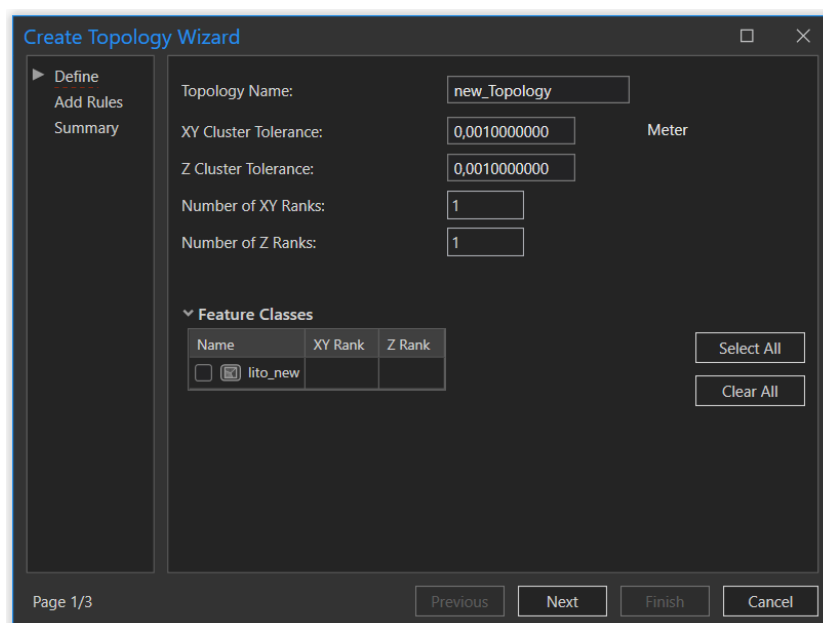 Create Topology Wizard
Define
Add Rules
Summary
Topology Name: new_Topology
XY Cluster Tolerance: 0,0010000000 Meter
Z Cluster Tolerance: 0,0010000000
Number of XY Ranks: 1
Number of Z Ranks: 1
Feature Classes
Name XY Rank Z Rank
lito_new
Select All
Clear All
Page 1/3 Previous Next Finish Cancel